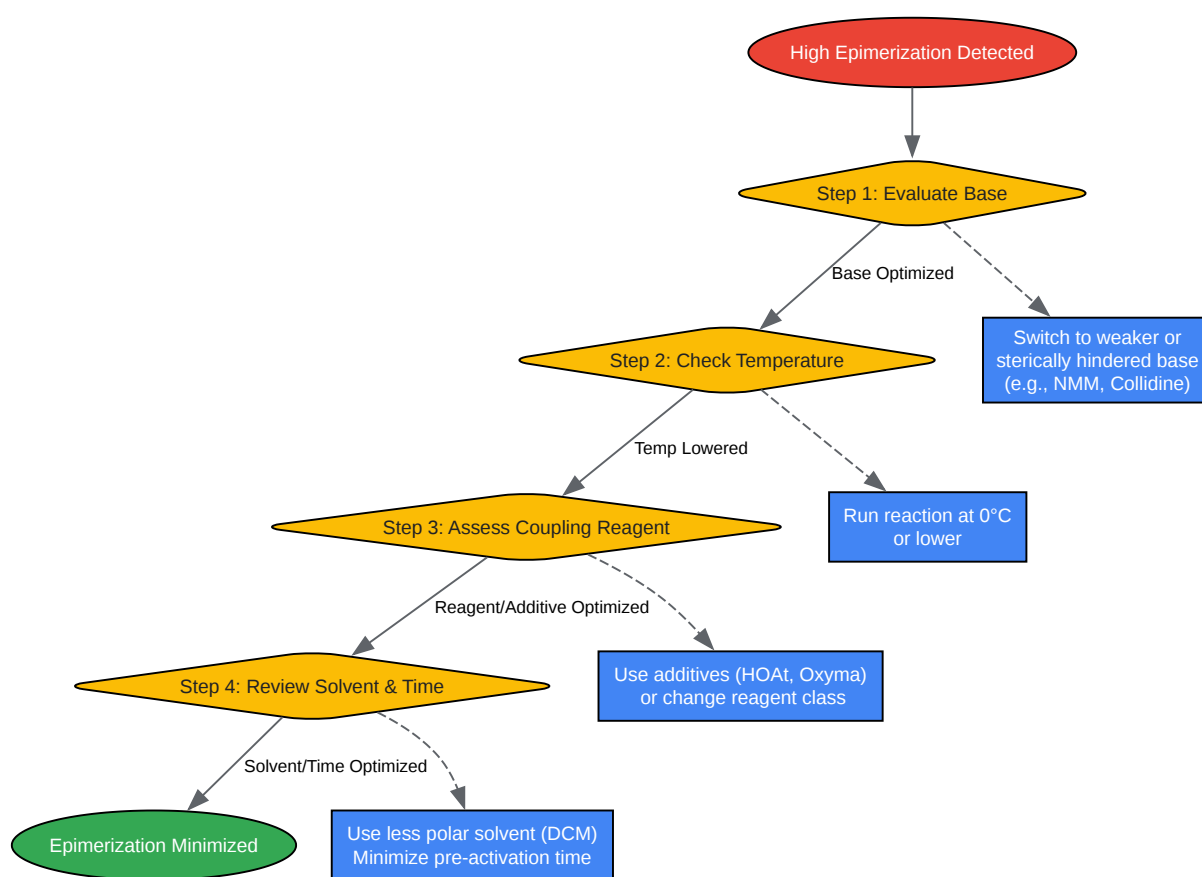 High Epimerization Detected
Step 1: Evaluate Base
Base Optimized
Switch to weaker or
sterically hindered base
(e.g., NMM, Collidine)
Step 2: Check Temperature
Temp Lowered
Run reaction at 0°C
or lower
Step 3: Assess Coupling Reagent
Reagent/Additive Optimized
Use additives (HOAt, Oxyma)
or change reagent class
Step 4: Review Solvent & Time
Solvent/Time Optimized
Use less polar solvent (DCM)
Minimize pre-activation time
Epimerization Minimized